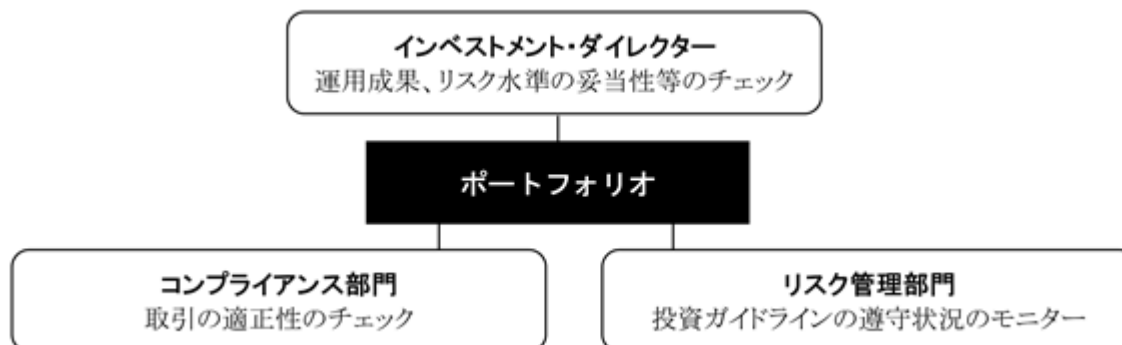 インベストメント・ダイレクター
運用成果、リスク水準の妥当性等のチェック
ポートフォリオ
コンプライアンス部門
取引の適正性のチェック
リスク管理部門
投資ガイドラインの遵守状況のモニター